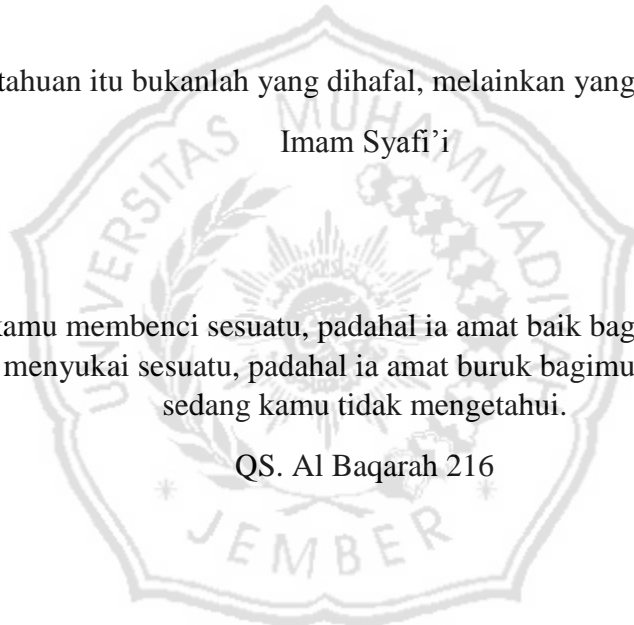 tahuan itu bukanlah yang dihafal, melainkan yang
Imam Syafi’i
kamu membenci sesuatu, padahal ia amat baik bag
menyukai sesuatu, padahal ia amat buruk bagimu
sedang kamu tidak mengetahui.
QS. Al Baqarah 216
UNIVERSITAS MUHAMMADIYAH
JEMBER